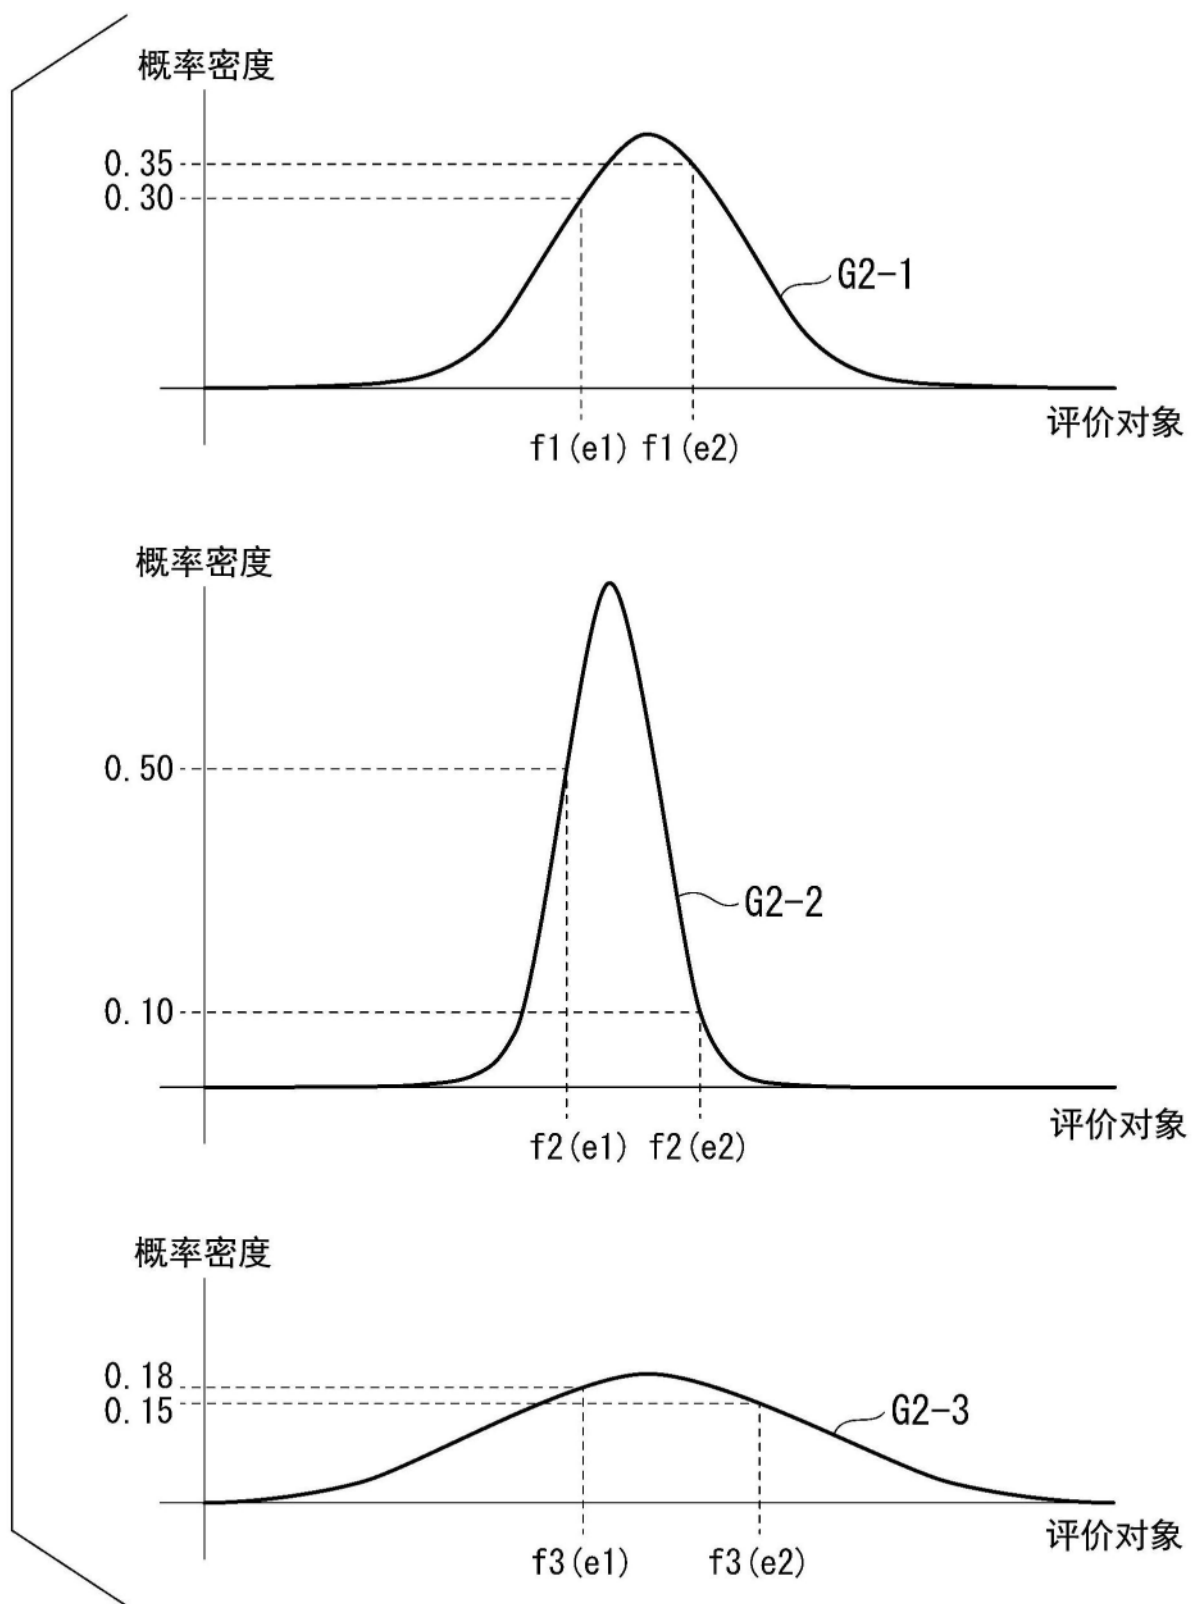 概率密度
0.35
0.30
G2-1
评价对象
f1(e1) f1(e2)
概率密度
0.50
G2-2
0.10
评价对象
f2(e1) f2(e2)
概率密度
0.18
0.15
G2-3
评价对象
f3(e1) f3(e2)